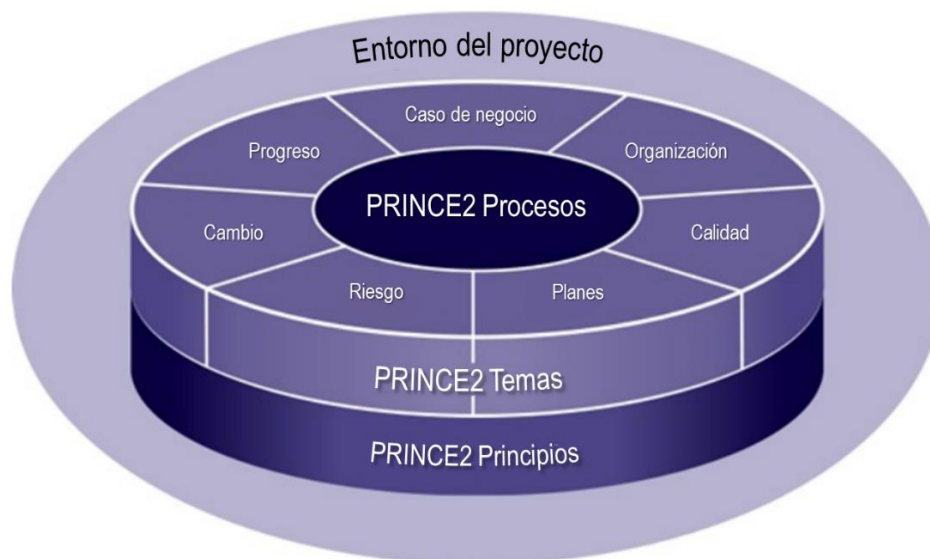 Entorno del proyecto
Caso de negocio
Progreso
Organización
PRINCE2 Procesos
Cambio
Calidad
Riesgo
Planes
PRINCE2 Temas
PRINCE2 Principios